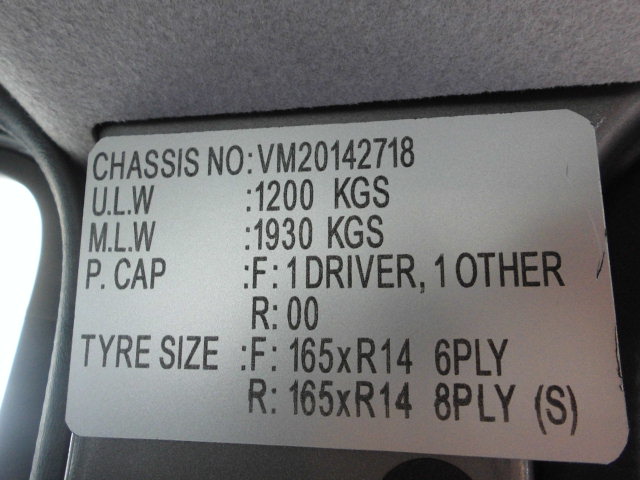 CHASSIS NO: VM20142718
U.L.W :1200 KGS
M.L.W :1930 KGS
P. CAP :F: 1 DRIVER, 1 OTHER
R: 00
TYRE SIZE :F: 165xR14 6PLY
R: 165xR14 8PLY (S)